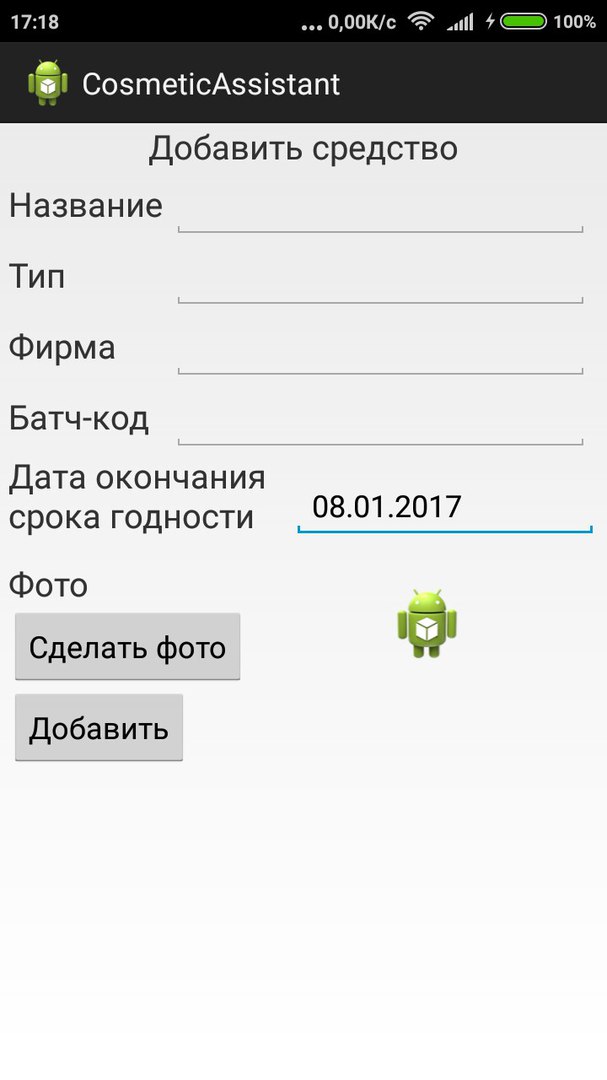 17:18 ... 0,00К/с 100%
CosmeticAssistant
Добавить средство
Название
Тип
Фирма
Батч-код
Дата окончания
срока годности
08.01.2017
Фото
Сделать фото
Добавить